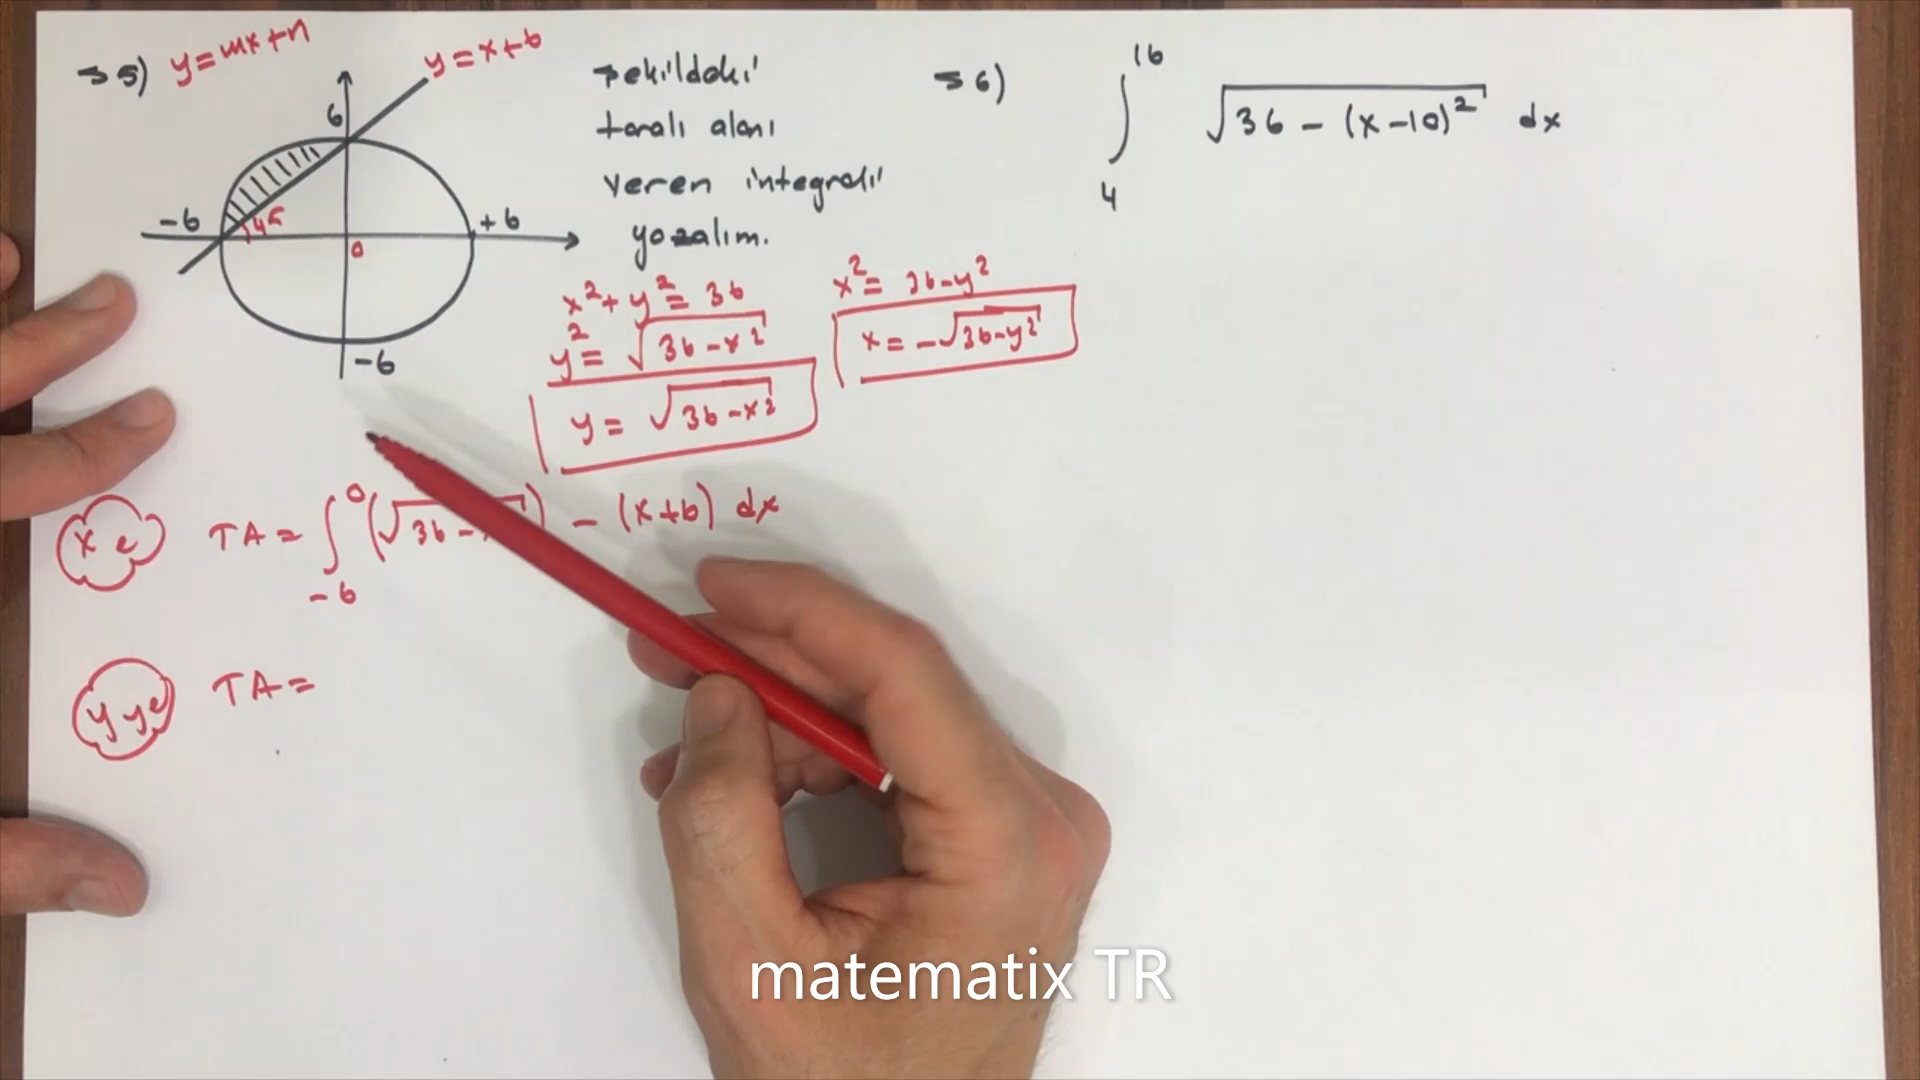 → 5) y = mx+n
y = x+6
6
-6
45
0
+6
-6
şekildeki
taralı alanı
veren integrali
yazalım.
x² + y² = 36
y² = √36-x²
y = √36-x²
x² = 36-y²
x = -√36-y²
x e TA = ∫ 0 -6 (√36- ) - (x+6) dx
y ye TA =
→ 6) ∫ 16 4 √36 - (x-10)² dx
matematix TR